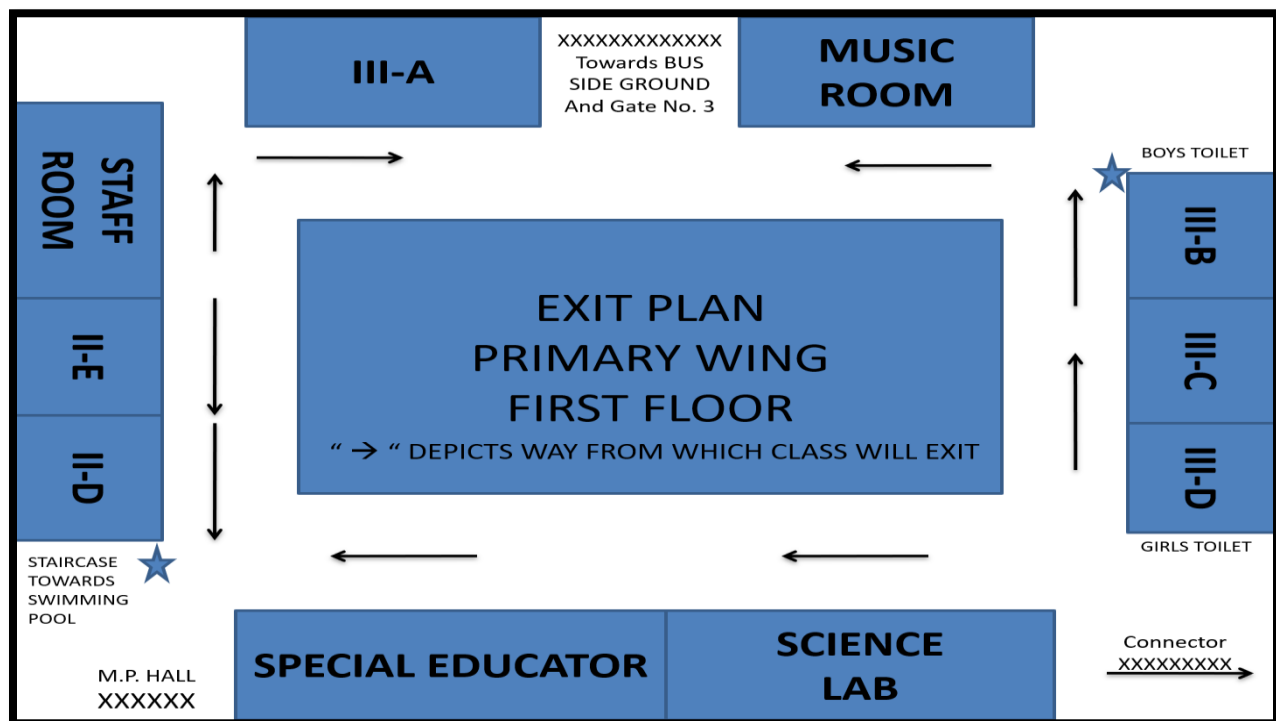 III-A
XXXXXXXXXXXXX
Towards BUS
SIDE GROUND
And Gate No. 3
MUSIC
ROOM
STAFF
ROOM
II-E
II-D
BOYS TOILET
III-B
III-C
III-D
GIRLS TOILET
EXIT PLAN
PRIMARY WING
FIRST FLOOR
“ → “ DEPICTS WAY FROM WHICH CLASS WILL EXIT
STAIRCASE
TOWARDS
SWIMMING
POOL
M.P. HALL
XXXXXX
SPECIAL EDUCATOR
SCIENCE
LAB
Connector
XXXXXXXXX